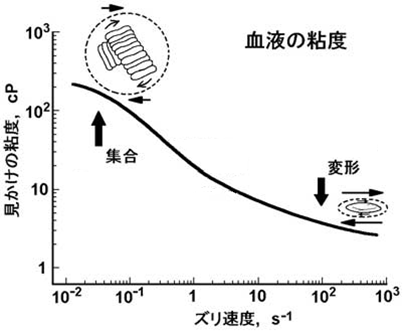 血液の粘度
見かけの粘度, cP
10³
10²
10
1
集合
変形
10⁻² 10⁻¹ 1 10 10² 10³
ズリ速度, s⁻¹